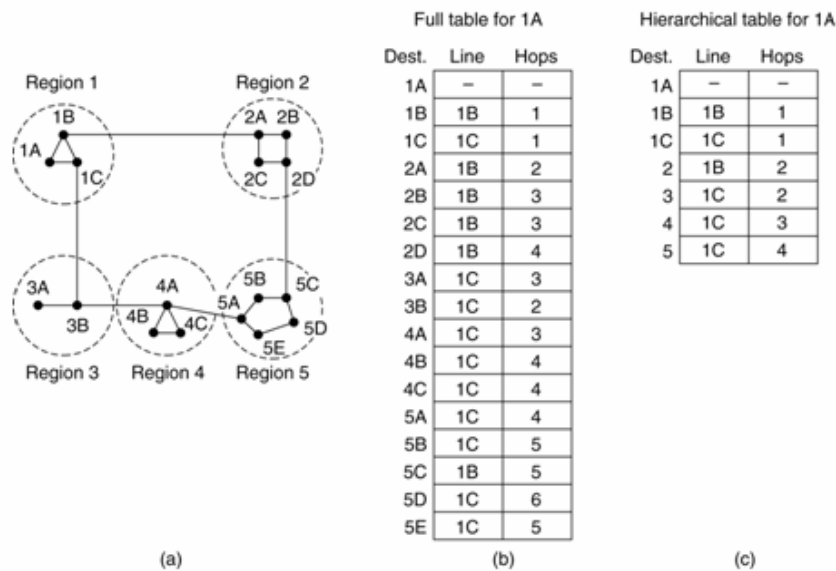 Full table for 1A
Hierarchical table for 1A
Region 1
Region 2
1B
1A
1C
2A 2B
2C 2D
3A
3B
4A
4B
4C
5B
5C
5A
5D
5E
Region 3
Region 4
Region 5
(a)
Dest. Line Hops
1A – –
1B 1B 1
1C 1C 1
2A 1B 2
2B 1B 3
2C 1B 3
2D 1B 4
3A 1C 3
3B 1C 2
4A 1C 3
4B 1C 4
4C 1C 4
5A 1C 4
5B 1C 5
5C 1B 5
5D 1C 6
5E 1C 5
(b)
Dest. Line Hops
1A – –
1B 1B 1
1C 1C 1
2 1B 2
3 1C 2
4 1C 3
5 1C 4
(c)